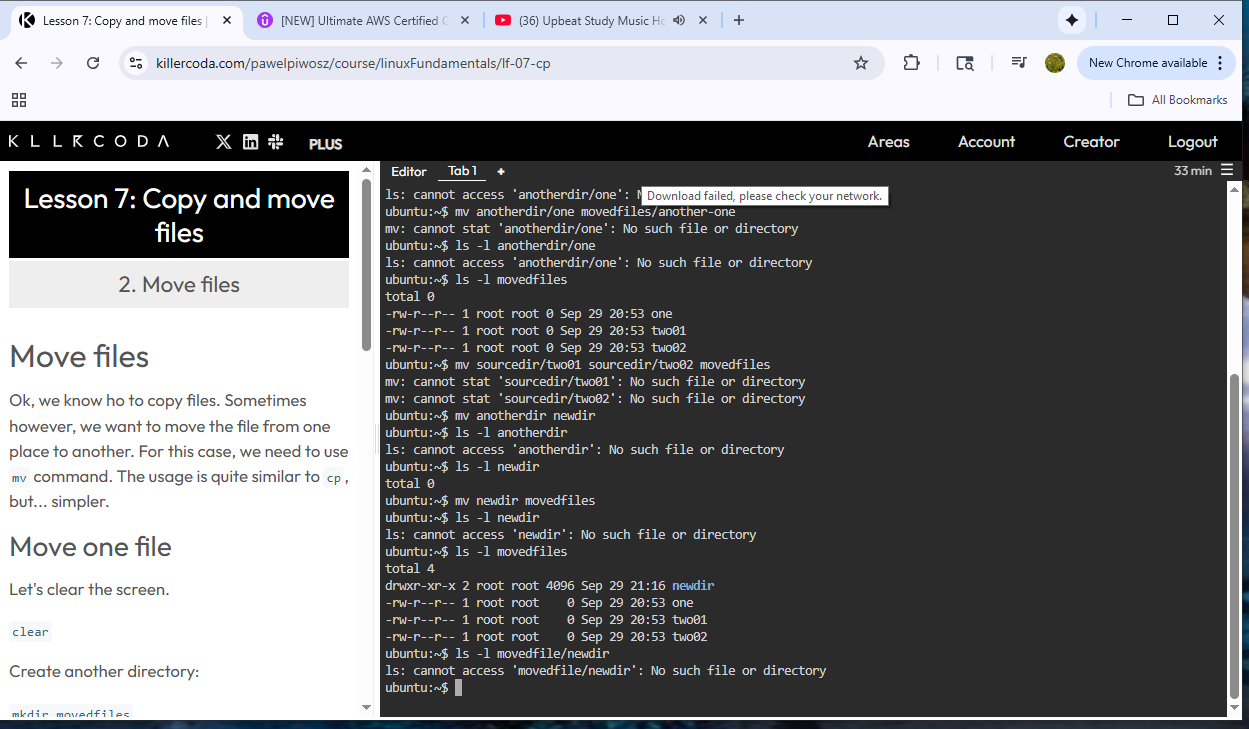 Lesson 7: Copy and move files |
[NEW] Ultimate AWS Certified C
(36) Upbeat Study Music Ho
killercoda.com/pawelpiwosz/course/linuxFundamentals/lf-07-cp
New Chrome available
All Bookmarks
KLLRCODA
PLUS
Areas
Account
Creator
Logout
Lesson 7: Copy and move
files
2. Move files
Move files
Ok, we know ho to copy files. Sometimes
however, we want to move the file from one
place to another. For this case, we need to use
mv command. The usage is quite similar to cp,
but... simpler.
Move one file
Let's clear the screen.
clear
Create another directory:
mkdir movedfiles
Editor Tab 1 +
33 min
ls: cannot access 'anotherdir/one': N
Download failed, please check your network.
ubuntu:~$ mv anotherdir/one movedfiles/another-one
mv: cannot stat 'anotherdir/one': No such file or directory
ubuntu:~$ ls -l anotherdir/one
ls: cannot access 'anotherdir/one': No such file or directory
ubuntu:~$ ls -l movedfiles
total 0
-rw-r--r-- 1 root root 0 Sep 29 20:53 one
-rw-r--r-- 1 root root 0 Sep 29 20:53 two01
-rw-r--r-- 1 root root 0 Sep 29 20:53 two02
ubuntu:~$ mv sourcedir/two01 sourcedir/two02 movedfiles
mv: cannot stat 'sourcedir/two01': No such file or directory
mv: cannot stat 'sourcedir/two02': No such file or directory
ubuntu:~$ mv anotherdir newdir
ubuntu:~$ ls -l anotherdir
ls: cannot access 'anotherdir': No such file or directory
ubuntu:~$ ls -l newdir
total 0
ubuntu:~$ mv newdir movedfiles
ubuntu:~$ ls -l newdir
ls: cannot access 'newdir': No such file or directory
ubuntu:~$ ls -l movedfiles
total 4
drwxr-xr-x 2 root root 4096 Sep 29 21:16 newdir
-rw-r--r-- 1 root root    0 Sep 29 20:53 one
-rw-r--r-- 1 root root    0 Sep 29 20:53 two01
-rw-r--r-- 1 root root    0 Sep 29 20:53 two02
ubuntu:~$ ls -l movedfile/newdir
ls: cannot access 'movedfile/newdir': No such file or directory
ubuntu:~$